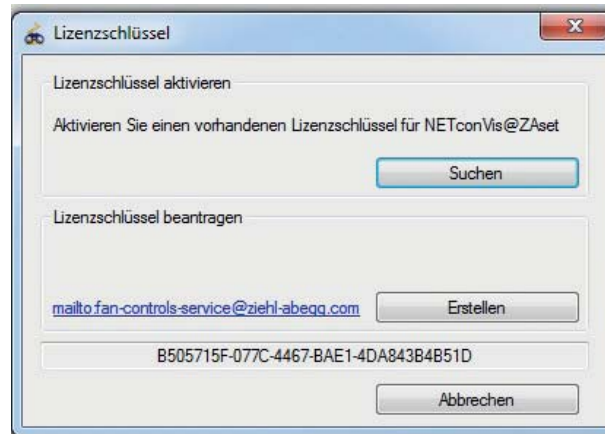 Lizenzschlüssel
Lizenzschlüssel aktivieren
Aktivieren Sie einen vorhandenen Lizenzschlüssel für NETconVis@ZAset
Suchen
Lizenzschlüssel beantragen
mailto:fan-controls-service@ziehl-abegg.com
Erstellen
B505715F-077C-4467-BAE1-4DA843B4B51D
Abbrechen